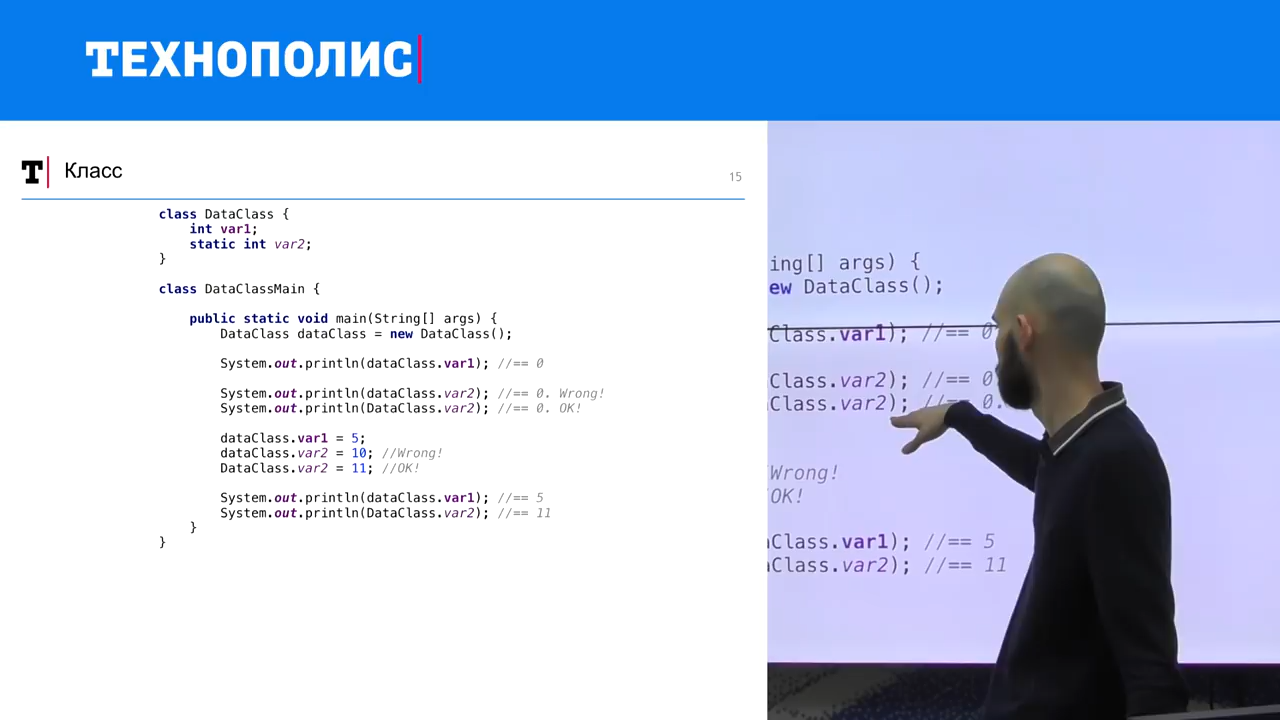 ТЕХНОПОЛИС
Т Класс
15
class DataClass {
int var1;
static int var2;
}
class DataClassMain {
public static void main(String[] args) {
DataClass dataClass = new DataClass();
System.out.println(dataClass.var1); //== 0
System.out.println(dataClass.var2); //== 0. Wrong!
System.out.println(DataClass.var2); //== 0. OK!
dataClass.var1 = 5;
dataClass.var2 = 10; //Wrong!
DataClass.var2 = 11; //OK!
System.out.println(dataClass.var1); //== 5
System.out.println(DataClass.var2); //== 11
}
}
ing[] args) {
ew DataClass();
Class.var1); //== 0
Class.var2); //== 0
Class.var2); //== 0.
Wrong!
OK!
aClass.var1); //== 5
aClass.var2); //== 11